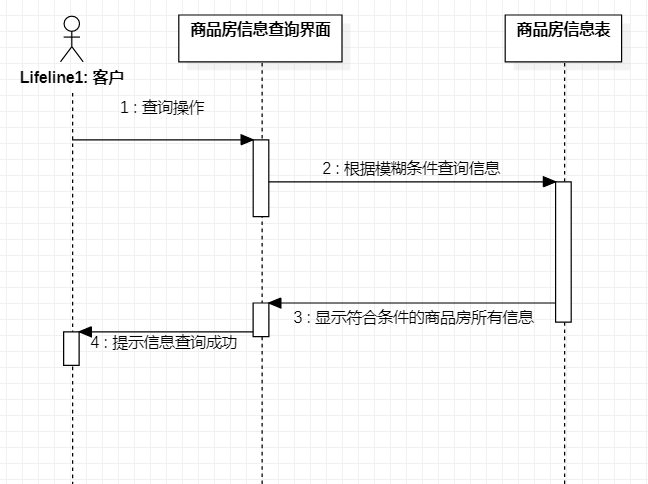 商品房信息查询界面
商品房信息表
Lifeline1: 客户
1 : 查询操作
2 : 根据模糊条件查询信息
3 : 显示符合条件的商品房所有信息
4 : 提示信息查询成功